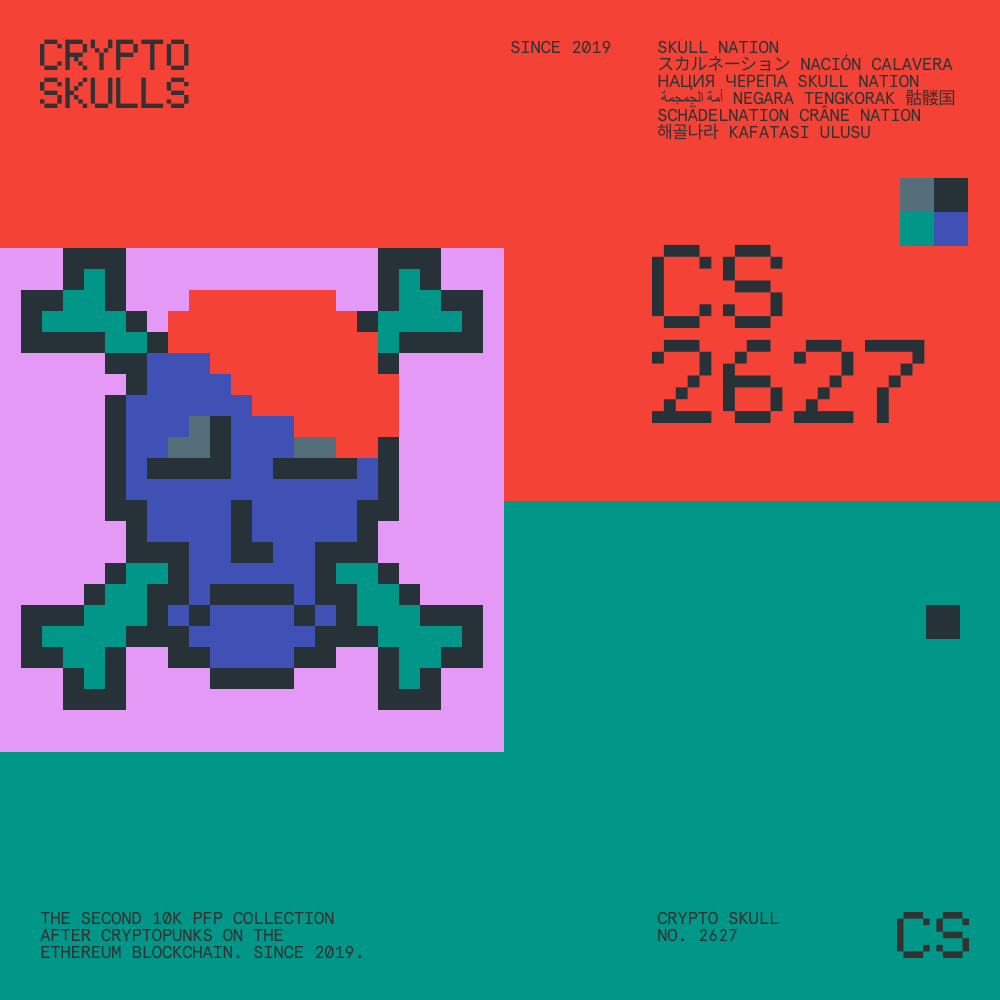 CRYPTO
SKULLS
SINCE 2019
SKULL NATION
スカルネーション NACIÓN CALAVERA
НАЦИЯ ЧЕРЕПА SKULL NATION
أمة الجمجمة NEGARA TENGKORAK 骷髅国
SCHÄDELNATION CRÂNE NATION
해골나라 KAFATASI ULUSU
CS
2627
THE SECOND 10K PFP COLLECTION
AFTER CRYPTOPUNKS ON THE
ETHEREUM BLOCKCHAIN. SINCE 2019.
CRYPTO SKULL
NO. 2627
CS